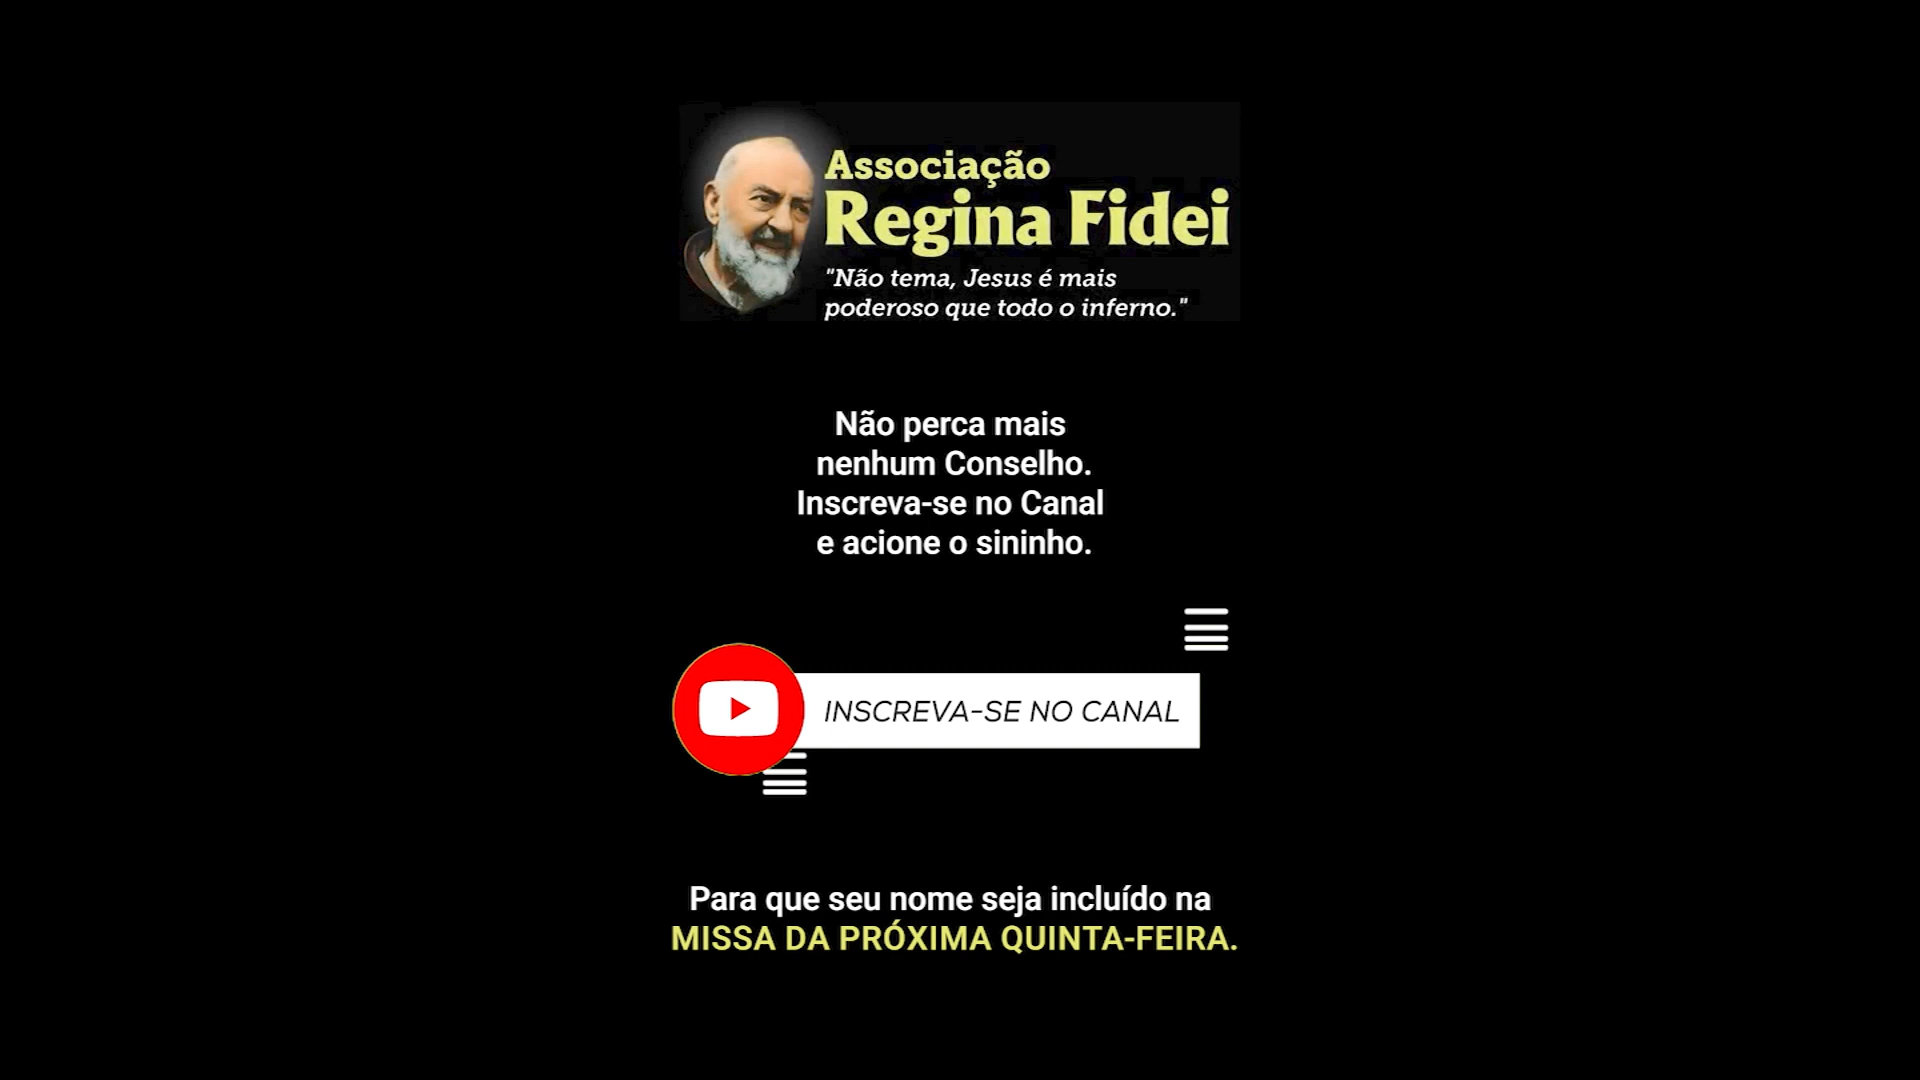 Associação
Regina Fidei
"Não tema, Jesus é mais
poderoso que todo o inferno."
Não perca mais
nenhum Conselho.
Inscreva-se no Canal
e acione o sininho.
INSCREVA-SE NO CANAL
Para que seu nome seja incluído na
MISSA DA PRÓXIMA QUINTA-FEIRA.